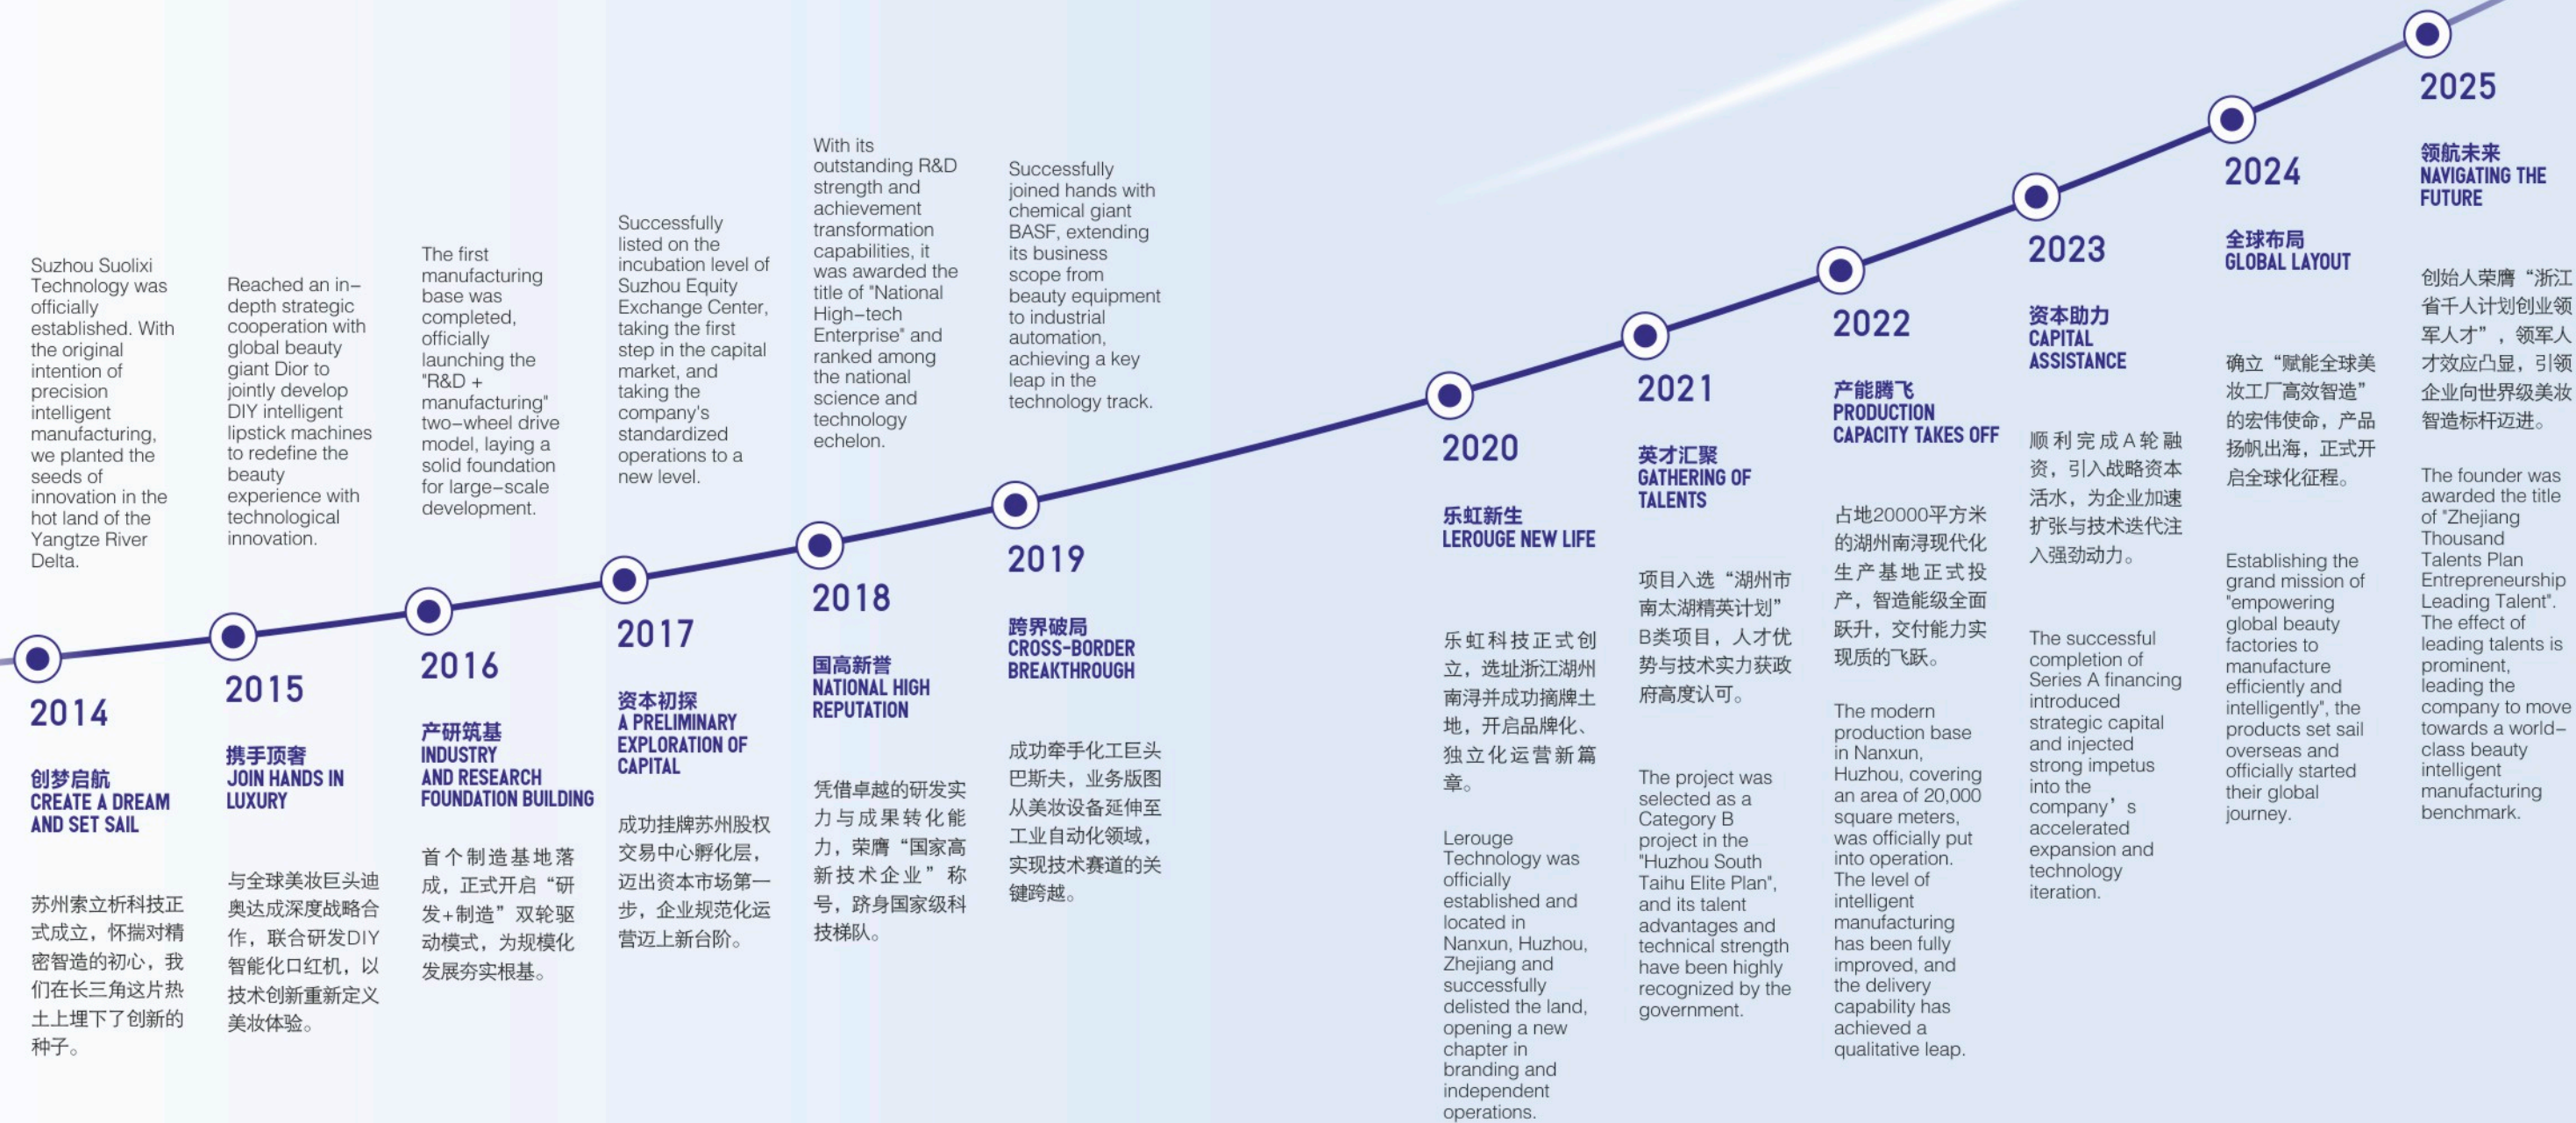 Suzhou Suolixi
Technology was
officially
established. With
the original
intention of
precision
intelligent
manufacturing,
we planted the
seeds of
innovation in the
hot land of the
Yangtze River
Delta.
2014
创梦启航
CREATE A DREAM
AND SET SAIL
苏州索立析科技正
式成立，怀揣对精
密智造的初心，我
们在长三角这片热
土上埋下了创新的
种子。
Reached an in-
depth strategic
cooperation with
global beauty
giant Dior to
jointly develop
DIY intelligent
lipstick machines
to redefine the
beauty
experience with
technological
innovation.
2015
携手顶奢
JOIN HANDS IN
LUXURY
与全球美妆巨头迪
奥达成深度战略合
作，联合研发DIY
智能化口红机，以
技术创新重新定义
美妆体验。
The first
manufacturing
base was
completed,
officially
launching the
"R&D +
manufacturing"
two-wheel drive
model, laying a
solid foundation
for large-scale
development.
2016
产研筑基
INDUSTRY
AND RESEARCH
FOUNDATION BUILDING
首个制造基地落
成，正式开启“研
发+制造”双轮驱
动模式，为规模化
发展夯实根基。
Successfully
listed on the
incubation level of
Suzhou Equity
Exchange Center,
taking the first
step in the capital
market, and
taking the
company's
standardized
operations to a
new level.
2017
资本初探
A PRELIMINARY
EXPLORATION OF
CAPITAL
成功挂牌苏州股权
交易中心孵化层，
迈出资本市场第一
步，企业规范化运
营迈上新台阶。
With its
outstanding R&D
strength and
achievement
transformation
capabilities, it
was awarded the
title of "National
High-tech
Enterprise" and
ranked among
the national
science and
technology
echelon.
2018
国高新誉
NATIONAL HIGH
REPUTATION
凭借卓越的研发实
力与成果转化能
力，荣膺“国家高
新技术企业”称
号，跻身国家级科
技梯队。
Successfully
joined hands with
chemical giant
BASF, extending
its business
scope from
beauty equipment
to industrial
automation,
achieving a key
leap in the
technology track.
2019
跨界破局
CROSS-BORDER
BREAKTHROUGH
成功牵手化工巨头
巴斯夫，业务版图
从美妆设备延伸至
工业自动化领域，
实现技术赛道的关
键跨越。
2020
乐虹新生
LEROUGE NEW LIFE
乐虹科技正式创
立，选址浙江湖州
南浔并成功摘牌土
地，开启品牌化、
独立化运营新篇
章。
Lerouge
Technology was
officially
established and
located in
Nanxun, Huzhou,
Zhejiang and
successfully
delisted the land,
opening a new
chapter in
branding and
independent
operations.
2021
英才汇聚
GATHERING OF
TALENTS
项目入选“湖州市
南太湖精英计划”
B类项目，人才优
势与技术实力获政
府高度认可。
The project was
selected as a
Category B
project in the
"Huzhou South
Taihu Elite Plan",
and its talent
advantages and
technical strength
have been highly
recognized by the
government.
2022
产能腾飞
PRODUCTION
CAPACITY TAKES OFF
占地20000平方米
的湖州南浔现代化
生产基地正式投
产，智造能级全面
跃升，交付能力实
现质的飞跃。
The modern
production base
in Nanxun,
Huzhou, covering
an area of 20,000
square meters,
was officially put
into operation.
The level of
intelligent
manufacturing
has been fully
improved, and
the delivery
capability has
achieved a
qualitative leap.
2023
资本助力
CAPITAL
ASSISTANCE
顺利完成A轮融
资，引入战略资本
活水，为企业加速
扩张与技术迭代注
入强劲动力。
The successful
completion of
Series A financing
introduced
strategic capital
and injected
strong impetus
into the
company’s
accelerated
expansion and
technology
iteration.
2024
全球布局
GLOBAL LAYOUT
确立“赋能全球美
妆工厂高效智造”
的宏伟使命，产品
扬帆出海，正式开
启全球化征程。
Establishing the
grand mission of
"empowering
global beauty
factories to
manufacture
efficiently and
intelligently", the
products set sail
overseas and
officially started
their global
journey.
2025
领航未来
NAVIGATING THE
FUTURE
创始人荣膺“浙江
省千人计划创业领
军人才”，领军人
才效应凸显，引领
企业向世界级美妆
智造标杆迈进。
The founder was
awarded the title
of "Zhejiang
Thousand
Talents Plan
Entrepreneurship
Leading Talent".
The effect of
leading talents is
prominent,
leading the
company to move
towards a world-
class beauty
intelligent
manufacturing
benchmark.